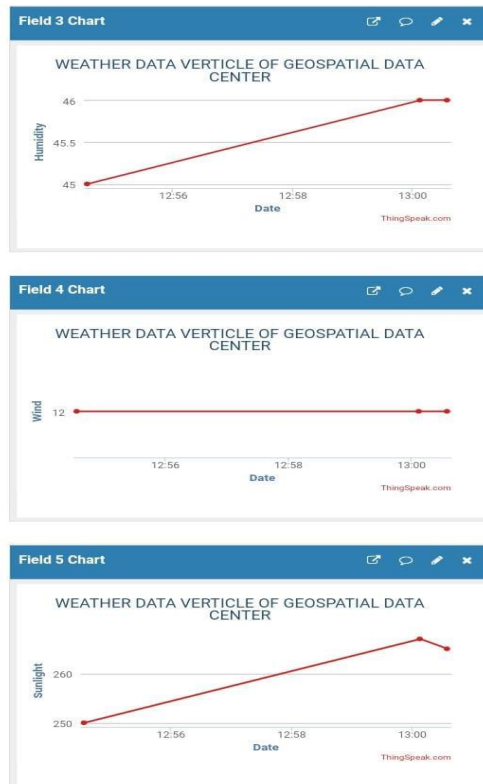 Field 3 Chart
WEATHER DATA VERTICLE OF GEOSPATIAL DATA
CENTER
Humidity
46
45.5
45
12:56 12:58 13:00
Date
ThingSpeak.com
Field 4 Chart
WEATHER DATA VERTICLE OF GEOSPATIAL DATA
CENTER
Wind
12
12:56 12:58 13:00
Date
ThingSpeak.com
Field 5 Chart
WEATHER DATA VERTICLE OF GEOSPATIAL DATA
CENTER
Sunlight
260
250
12:56 12:58 13:00
Date
ThingSpeak.com